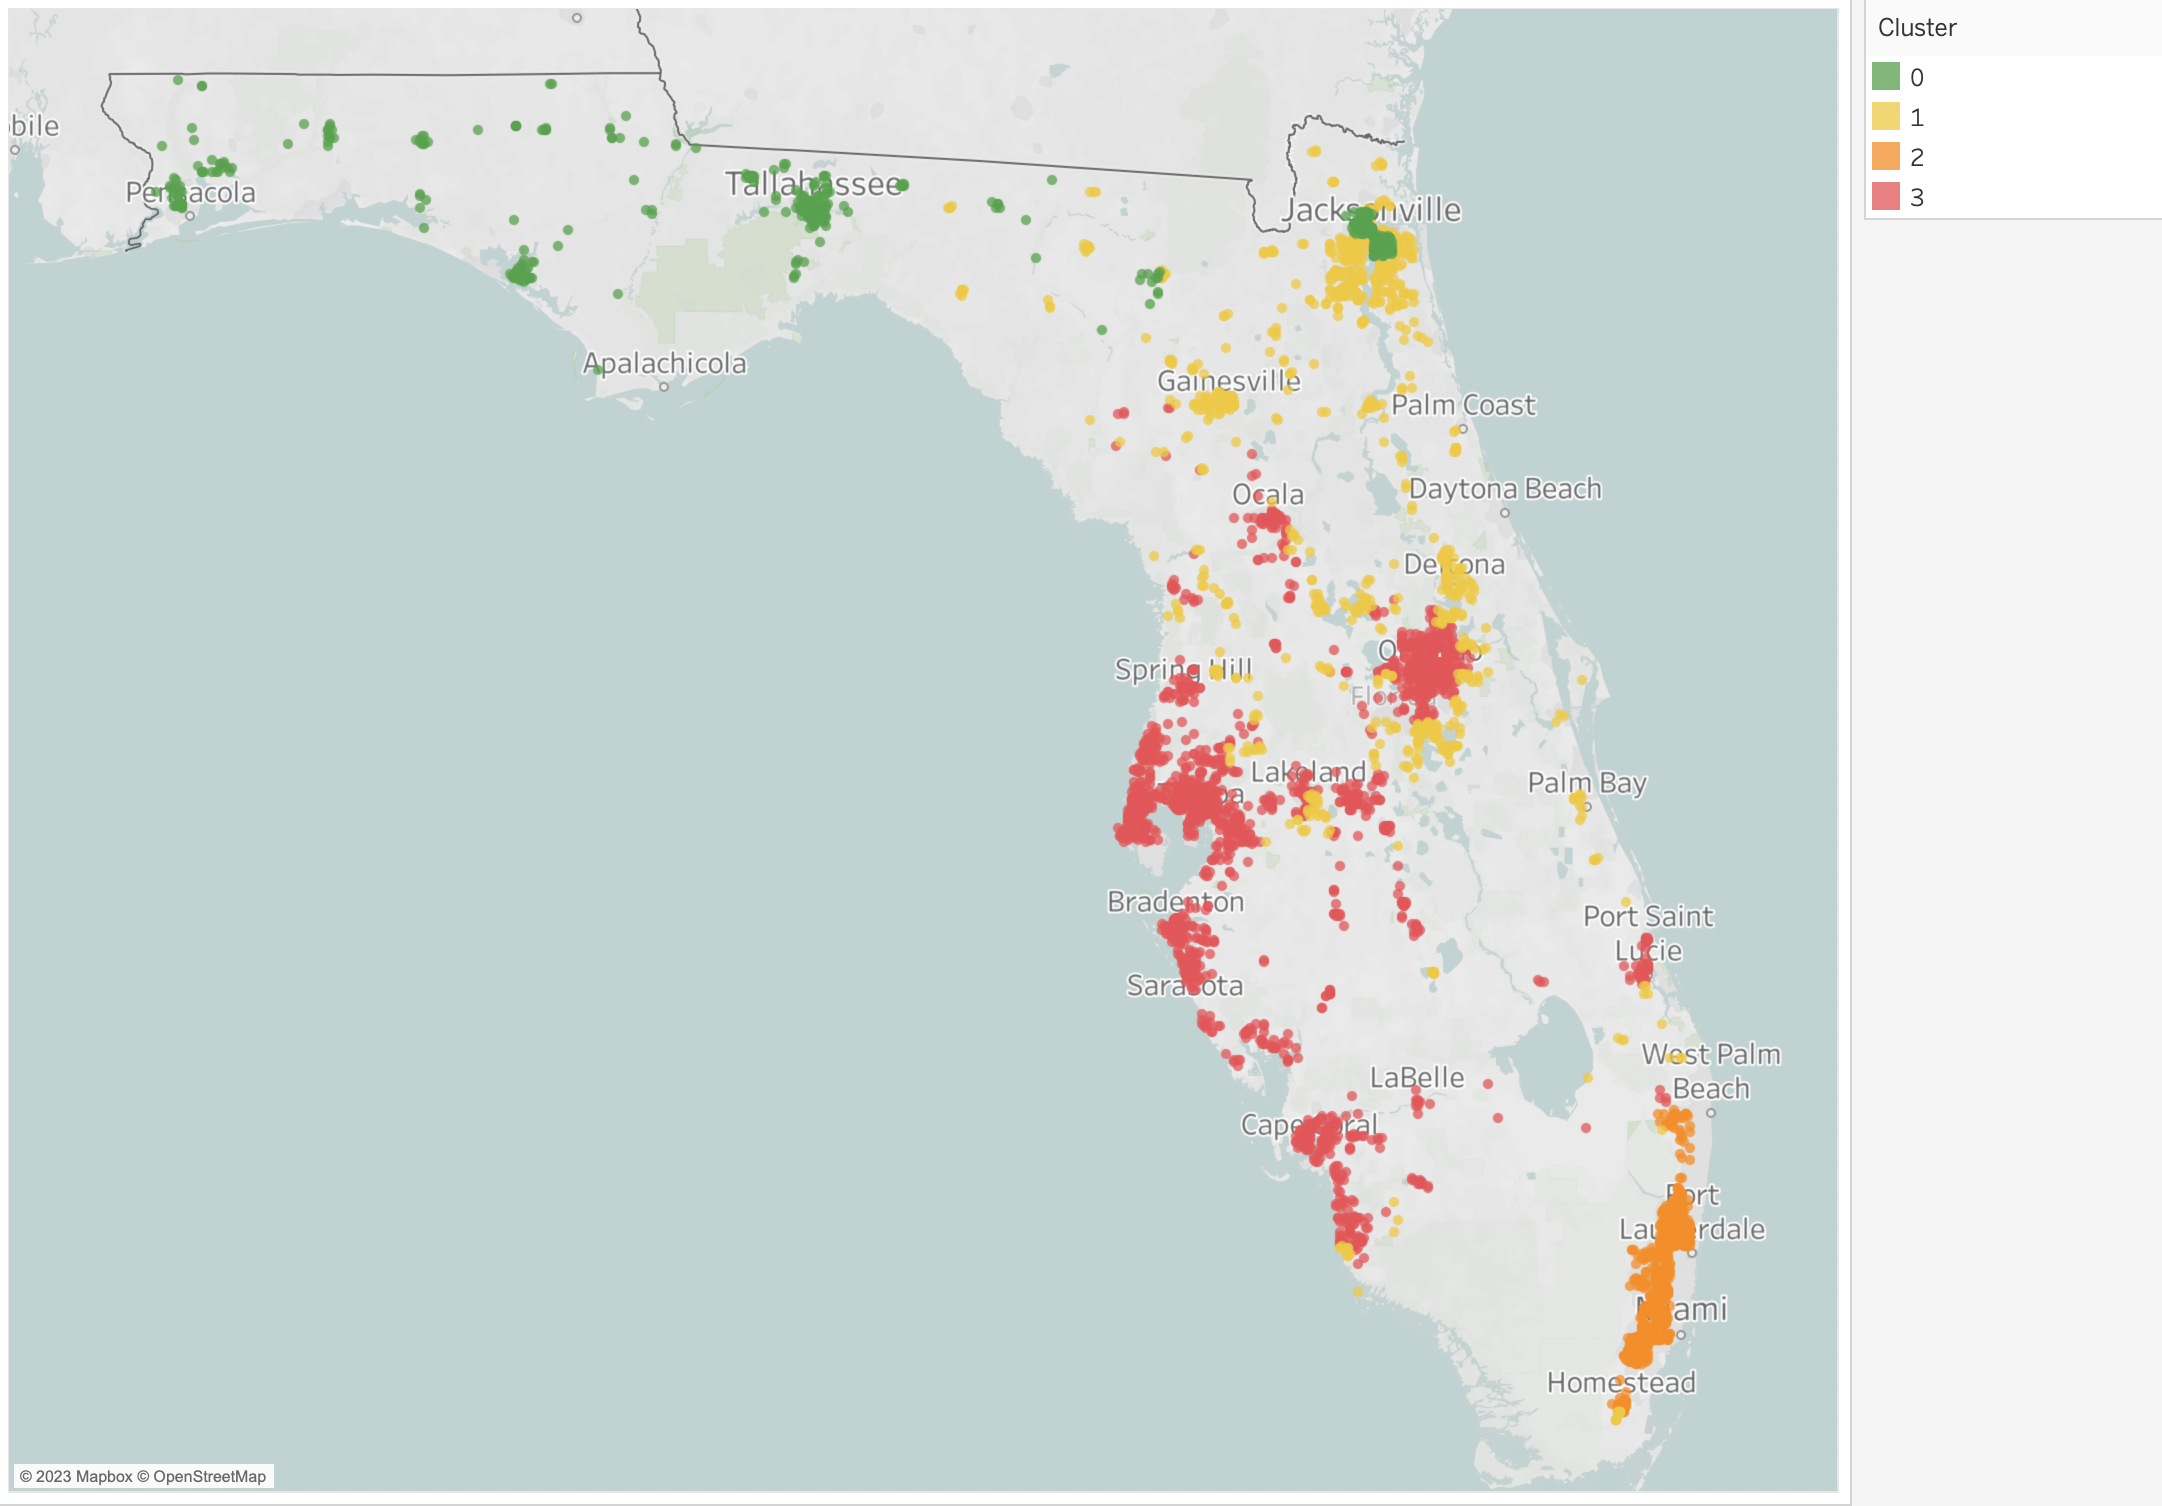 Cluster
0
1
2
3
bile
Pensacola
Tallahassee
Jacksonville
Apalachicola
Gainesville
Palm Coast
Ocala
Daytona Beach
Deltona
Spring Hill
Lakeland
Palm Bay
Bradenton
Port Saint
Lucie
Sarasota
West Palm
Beach
LaBelle
Cape Coral
Fort
Lauderdale
Miami
Homestead
© 2023 Mapbox © OpenStreetMap